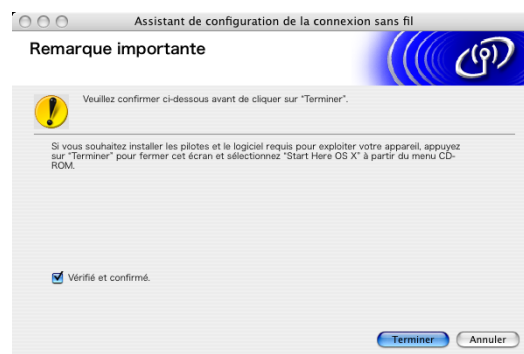 Assistant de configuration de la connexion sans fil
Remarque importante
Veuillez confirmer ci-dessous avant de cliquer sur "Terminer".
Si vous souhaitez installer les pilotes et le logiciel requis pour exploiter votre appareil, appuyez
sur "Terminer" pour fermer cet écran et sélectionnez "Start Here OS X" à partir du menu CD-
ROM.
Vérifié et confirmé.
Terminer
Annuler